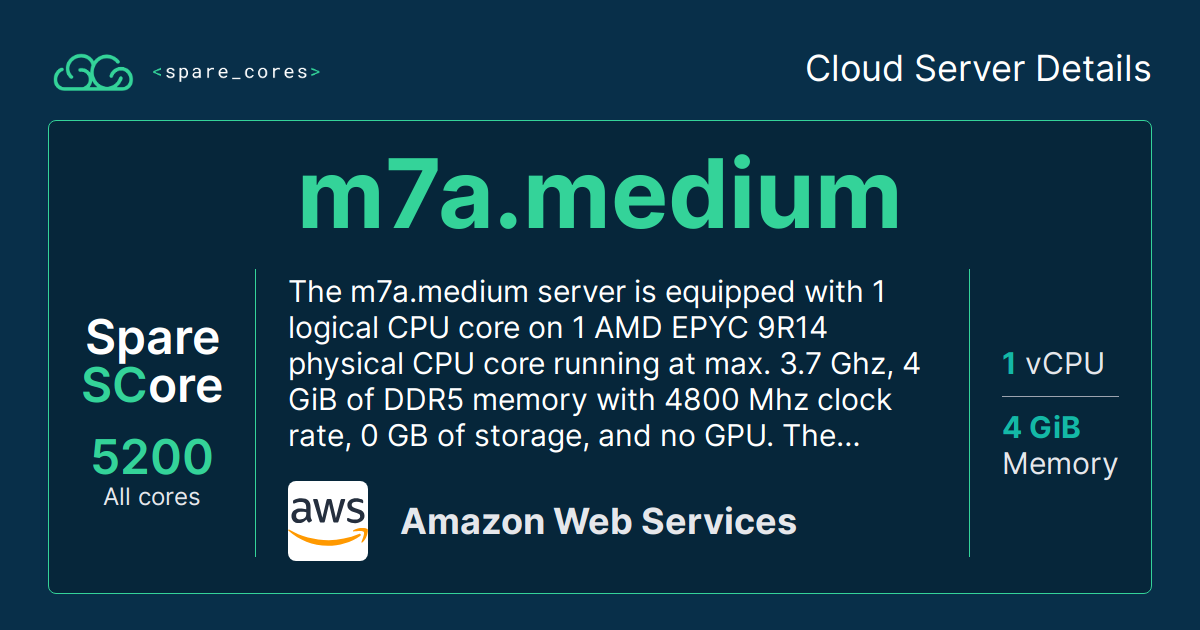 <spare_cores>
Cloud Server Details
m7a.medium
Spare
SCore
5200
All cores
The m7a.medium server is equipped with 1
logical CPU core on 1 AMD EPYC 9R14
physical CPU core running at max. 3.7 Ghz, 4
GiB of DDR5 memory with 4800 Mhz clock
rate, 0 GB of storage, and no GPU. The...
aws
Amazon Web Services
1 vCPU
4 GiB
Memory